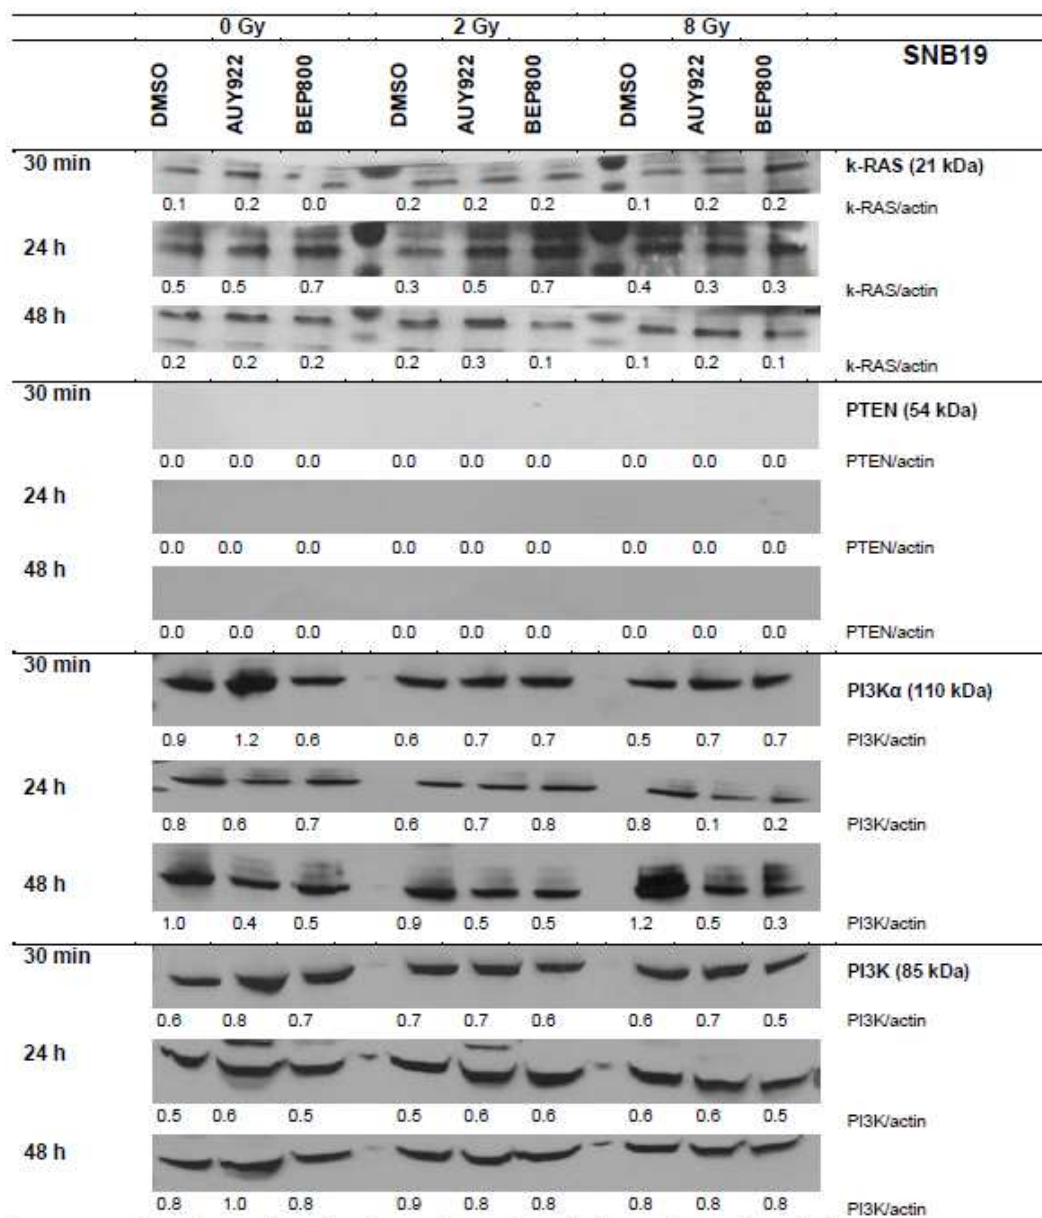 0 Gy 2 Gy 8 Gy
SNB19
DMSO AUY922 BEP800 DMSO AUY922 BEP800 DMSO AUY922 BEP800
30 min k-RAS (21 kDa)
0.1 0.2 0.0 0.2 0.2 0.2 0.1 0.2 0.2 k-RAS/actin
24 h
0.5 0.5 0.7 0.3 0.5 0.7 0.4 0.3 0.3 k-RAS/actin
48 h
0.2 0.2 0.2 0.2 0.3 0.1 0.1 0.2 0.1 k-RAS/actin
30 min PTEN (54 kDa)
0.0 0.0 0.0 0.0 0.0 0.0 0.0 0.0 0.0 PTEN/actin
24 h
0.0 0.0 0.0 0.0 0.0 0.0 0.0 0.0 0.0 PTEN/actin
48 h
0.0 0.0 0.0 0.0 0.0 0.0 0.0 0.0 0.0 PTEN/actin
30 min PI3Kα (110 kDa)
0.9 1.2 0.6 0.6 0.7 0.7 0.5 0.7 0.7 PI3K/actin
24 h
0.8 0.6 0.7 0.6 0.7 0.8 0.8 0.1 0.2 PI3K/actin
48 h
1.0 0.4 0.5 0.9 0.5 0.5 1.2 0.5 0.3 PI3K/actin
30 min PI3K (85 kDa)
0.6 0.8 0.7 0.7 0.7 0.6 0.6 0.7 0.5 PI3K/actin
24 h
0.5 0.6 0.5 0.5 0.6 0.6 0.6 0.6 0.5 PI3K/actin
48 h
0.8 1.0 0.8 0.9 0.8 0.8 0.8 0.8 0.8 PI3K/actin